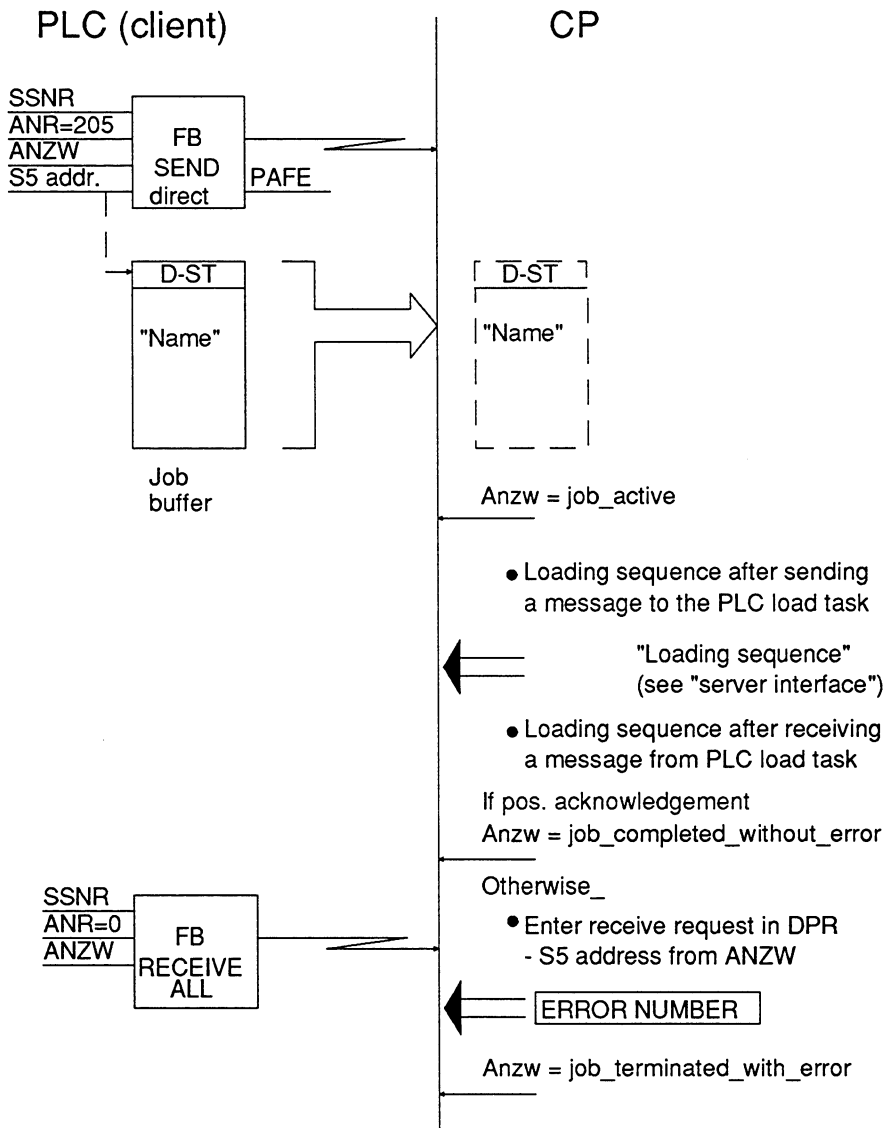 PLC (client)
CP
SSNR
ANR=205
ANZW
S5 addr.
FB
SEND
direct
PAFE
D-ST
"Name"
Job
buffer
D-ST
"Name"
Anzw = job_active
● Loading sequence after sending
a message to the PLC load task
"Loading sequence"
(see "server interface")
● Loading sequence after receiving
a message from PLC load task
If pos. acknowledgement
Anzw = job_completed_without_error
Otherwise_
SSNR
ANR=0
ANZW
FB
RECEIVE
ALL
● Enter receive request in DPR
- S5 address from ANZW
ERROR NUMBER
Anzw = job_terminated_with_error